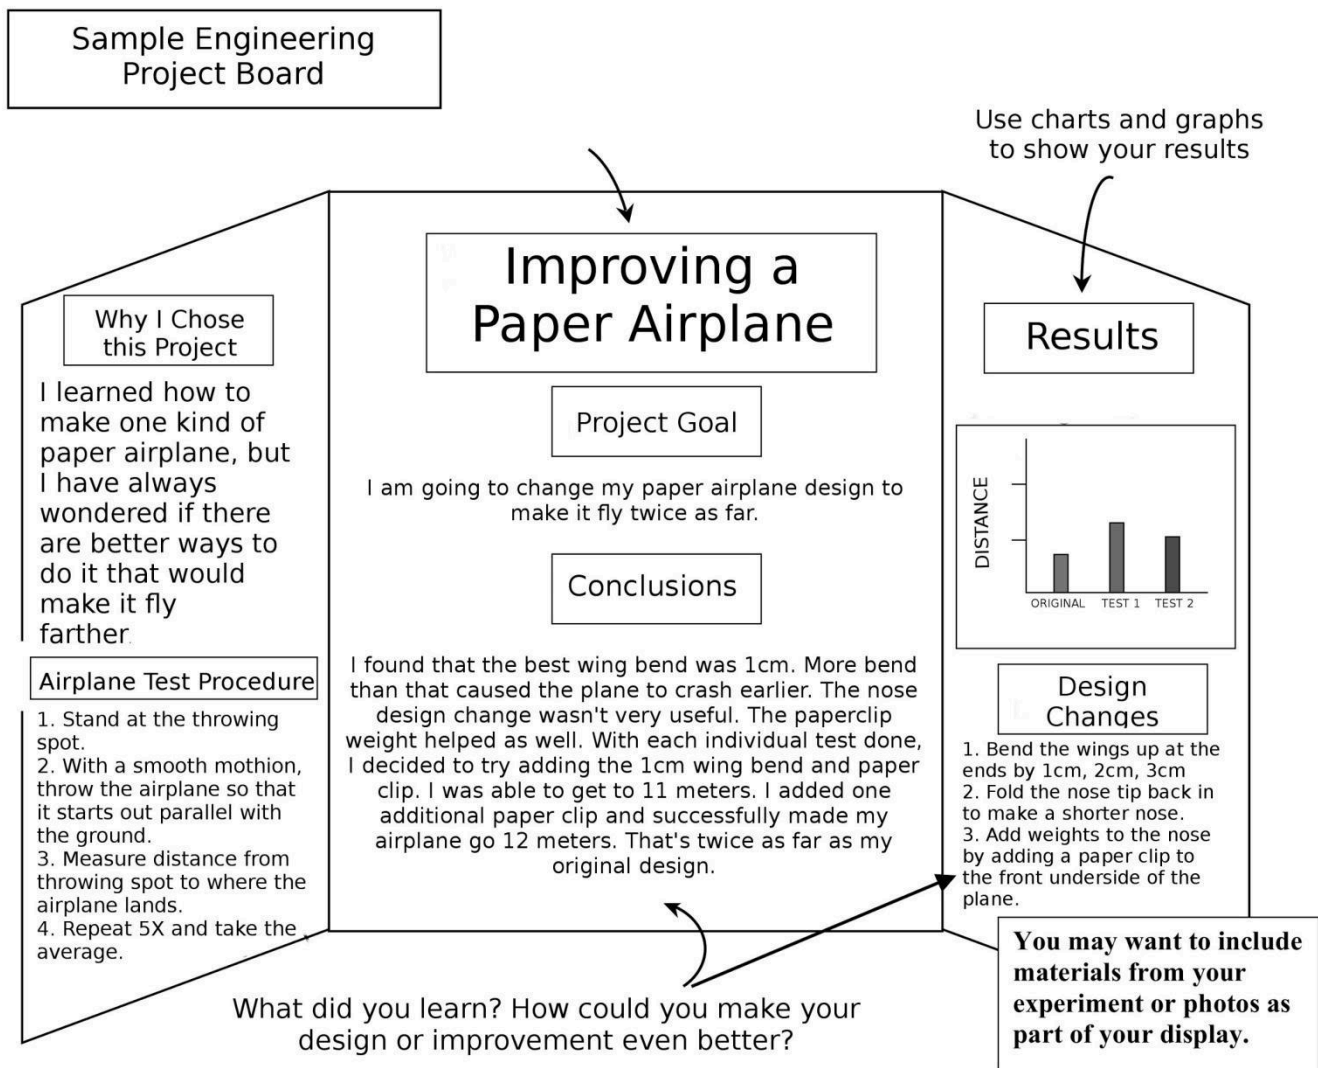 Sample Engineering
Project Board
Use charts and graphs
to show your results
Why I Chose
this Project
I learned how to
make one kind of
paper airplane, but
I have always
wondered if there
are better ways to
do it that would
make it fly
farther.
Airplane Test Procedure
1. Stand at the throwing
spot.
2. With a smooth mothion,
throw the airplane so that
it starts out parallel with
the ground.
3. Measure distance from
throwing spot to where the
airplane lands.
4. Repeat 5X and take the
average.
Improving a
Paper Airplane
Project Goal
I am going to change my paper airplane design to
make it fly twice as far.
Conclusions
I found that the best wing bend was 1cm. More bend
than that caused the plane to crash earlier. The nose
design change wasn't very useful. The paperclip
weight helped as well. With each individual test done,
I decided to try adding the 1cm wing bend and paper
clip. I was able to get to 11 meters. I added one
additional paper clip and successfully made my
airplane go 12 meters. That's twice as far as my
original design.
Results
DISTANCE
ORIGINAL TEST 1 TEST 2
Design
Changes
1. Bend the wings up at the
ends by 1cm, 2cm, 3cm
2. Fold the nose tip back in
to make a shorter nose.
3. Add weights to the nose
by adding a paper clip to
the front underside of the
plane.
What did you learn? How could you make your
design or improvement even better?
You may want to include
materials from your
experiment or photos as
part of your display.